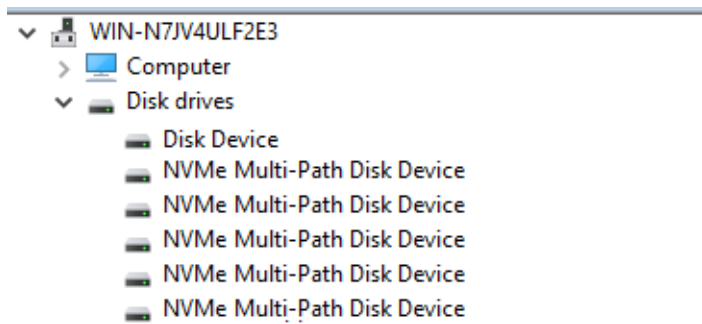 WIN-N7JV4ULF2E3
Computer
Disk drives
Disk Device
NVMe Multi-Path Disk Device
NVMe Multi-Path Disk Device
NVMe Multi-Path Disk Device
NVMe Multi-Path Disk Device
NVMe Multi-Path Disk Device